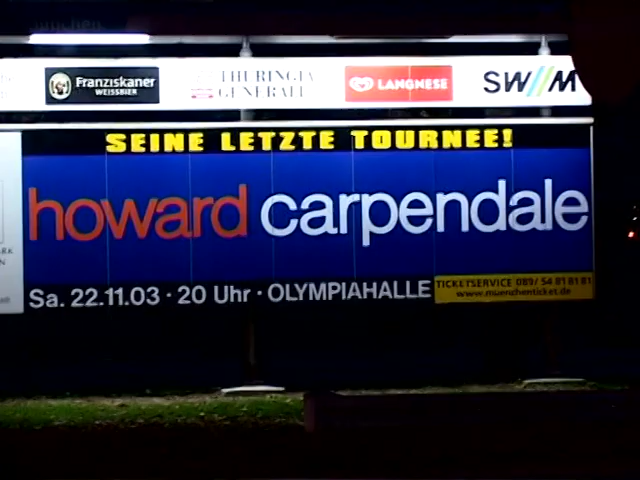 Franziskaner
WEISSBIER
THURINGIA
GENERALI
LANGNESE
SW//M
SEINE LETZTE TOURNEE!
howard carpendale
Sa. 22.11.03 · 20 Uhr · OLYMPIAHALLE
TICKETSERVICE 089/ 54 81 81 81
www.muenchenticket.de